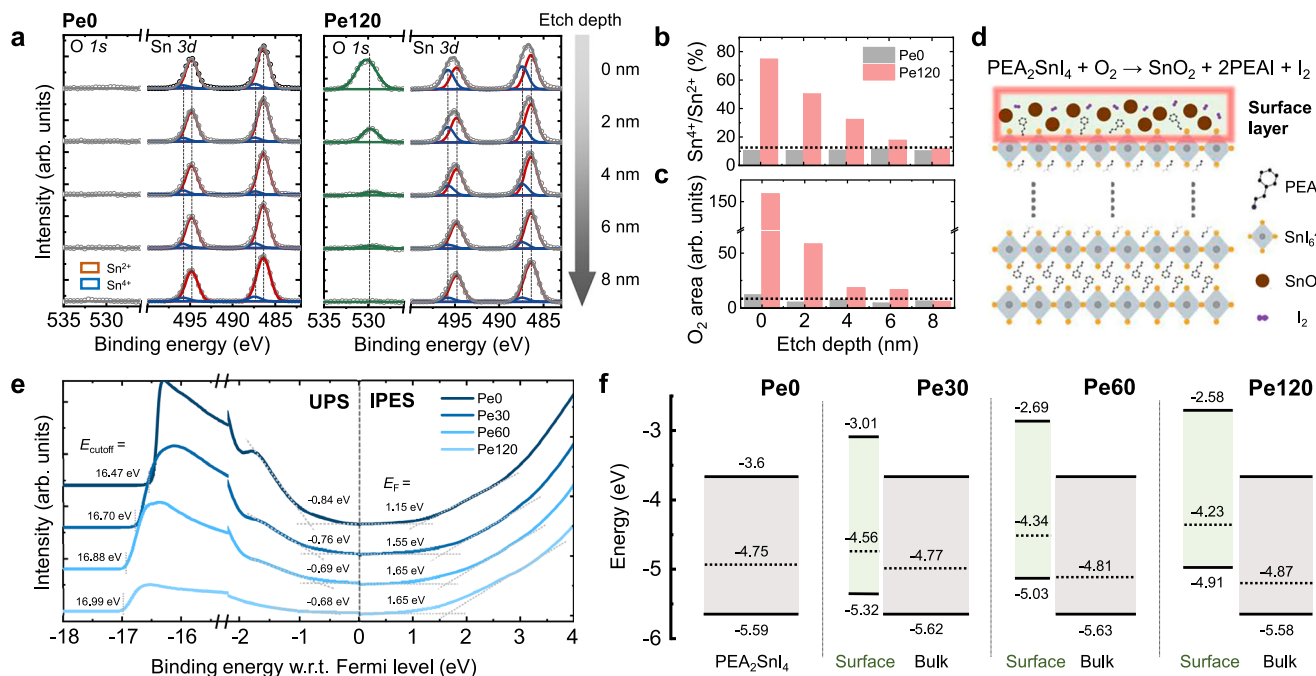 a
Pe0
Pe120
Etch depth
O 1s
Sn 3d
O 1s
Sn 3d
0 nm
2 nm
4 nm
6 nm
8 nm
Intensity (arb. units)
Sn²⁺
Sn⁴⁺
535 530 495 490 485
535 530 495 490 485
Binding energy (eV)
Binding energy (eV)
b
Sn⁴⁺/Sn²⁺ (%)
80
60
40
20
0
Pe0
Pe120
c
O₂ area (arb. units)
150
50
0
0 2 4 6 8
Etch depth (nm)
d
PEA₂SnI₄ + O₂ → SnO₂ + 2PEAI + I₂
Surface
layer
PEA
SnI₆
SnO
I₂
e
UPS
IPES
Pe0
Pe30
Pe60
Pe120
Intensity (arb. units)
E cutoff =
16.47
16.70 eV
16.88 eV
16.99 eV
-0.84 eV
-0.76 eV
-0.69 eV
-0.68 eV
E F =
1.15 eV
1.55 eV
1.65 eV
1.65 eV
-18 -17 -16 -2 -1 0 1 2 3 4
Binding energy w.r.t. Fermi level (eV)
f
Pe0
Pe30
Pe60
Pe120
Energy (eV)
-3
-4
-5
-6
-3.6
-4.75
-5.59
PEA₂SnI₄
-3.01
-4.56
-5.32
Surface
-4.77
-5.62
Bulk
-2.69
-4.34
-5.03
Surface
-4.81
-5.63
Bulk
-2.58
-4.23
-4.91
Surface
-4.87
-5.58
Bulk